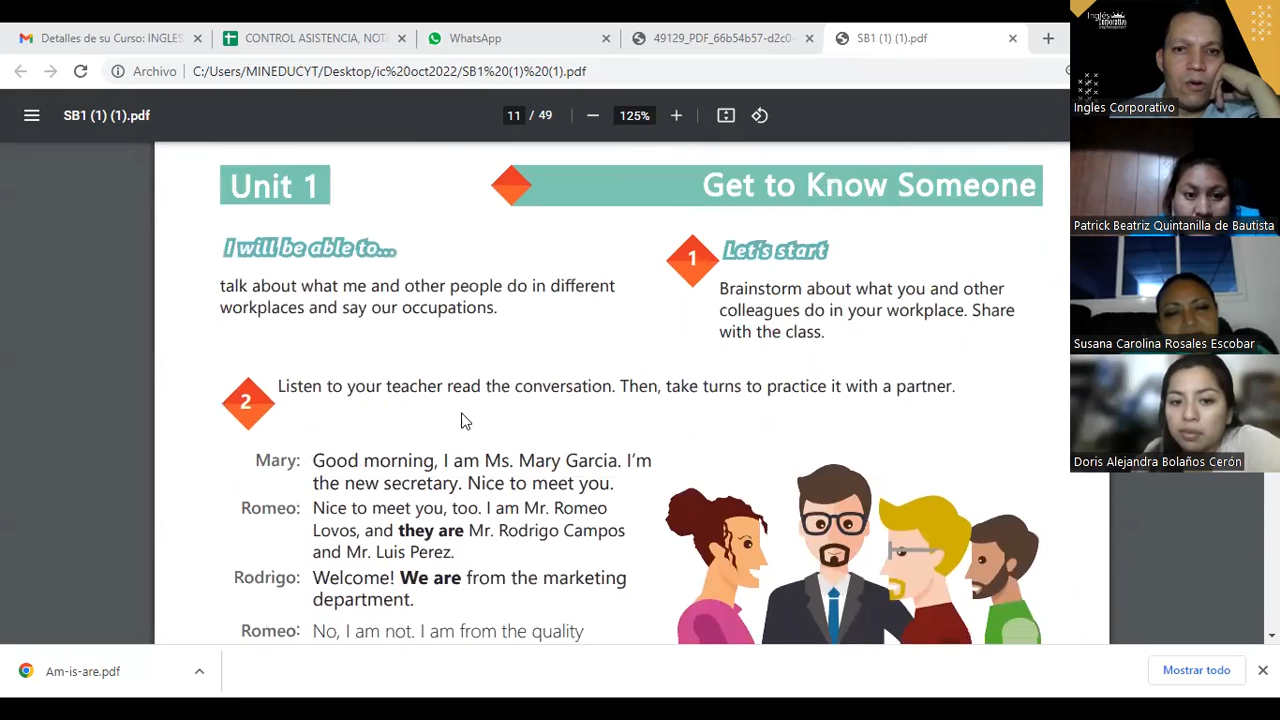 Detalles de su Curso: INGLES
CONTROL ASISTENCIA, NOT
WhatsApp
49129_PDF_66b54b57-d2c0-
SB1 (1) (1).pdf
Archivo
C:/Users/MINEDUCYT/Desktop/ic%20oct2022/SB1%20(1)%20(1).pdf
SB1 (1) (1).pdf
11 / 49
125%
Unit 1
Get to Know Someone
I will be able to...
talk about what me and other people do in different
workplaces and say our occupations.
1
Let's start
Brainstorm about what you and other
colleagues do in your workplace. Share
with the class.
2
Listen to your teacher read the conversation. Then, take turns to practice it with a partner.
Mary: Good morning, I am Ms. Mary Garcia. I'm
the new secretary. Nice to meet you.
Romeo: Nice to meet you, too. I am Mr. Romeo
Lovos, and they are Mr. Rodrigo Campos
and Mr. Luis Perez.
Rodrigo: Welcome! We are from the marketing
department.
Romeo: No, I am not. I am from the quality
Am-is-are.pdf
Mostrar todo
Inglés
Corporativo
Ingles Corporativo
Patrick Beatriz Quintanilla de Bautista
Susana Carolina Rosales Escobar
Doris Alejandra Bolaños Cerón